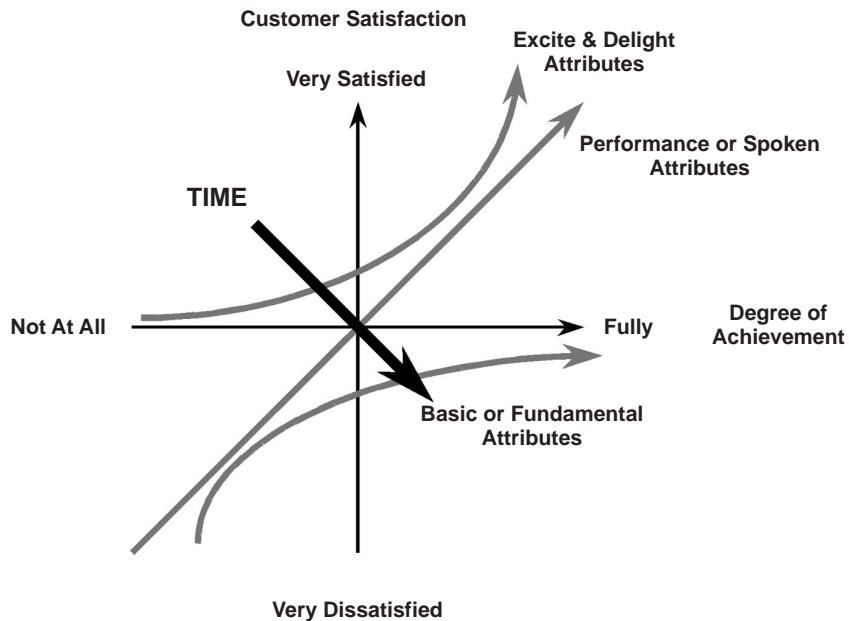 Customer Satisfaction
Excite & Delight
Attributes
Very Satisfied
Performance or Spoken
Attributes
TIME
Not At All
Fully
Degree of
Achievement
Basic or Fundamental
Attributes
Very Dissatisfied